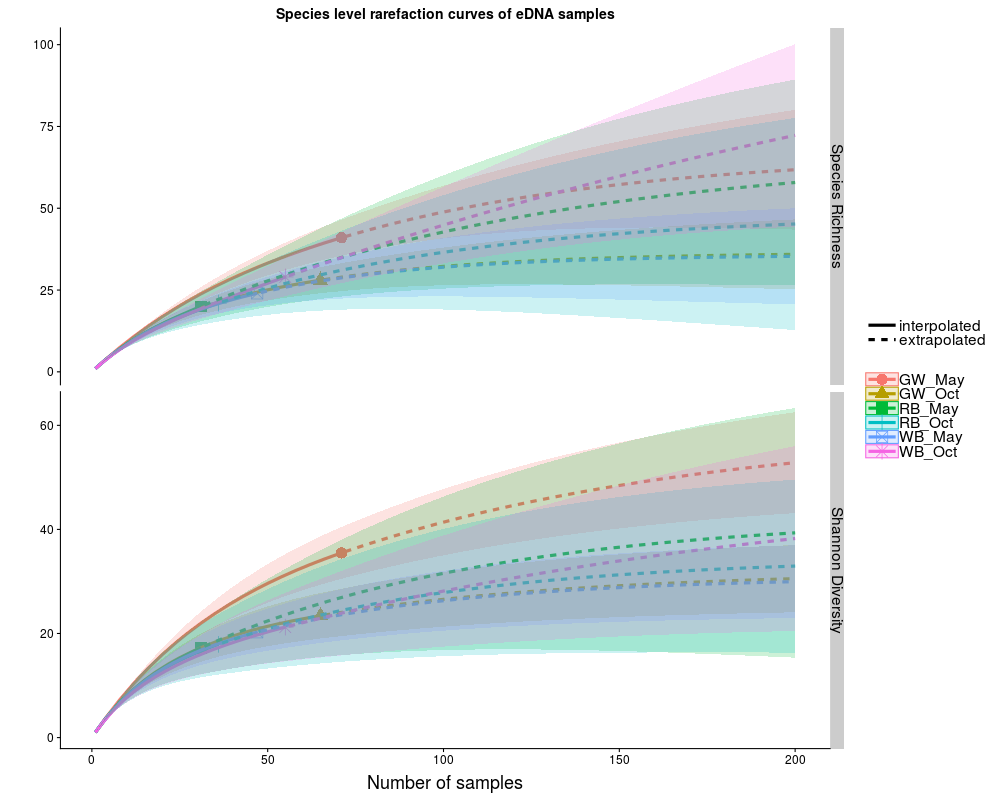 Species level rarefaction curves of eDNA samples
100
75
50
25
0
Species Richness
60
40
20
0
Shannon Diversity
0 50 100 150 200
Number of samples
interpolated
extrapolated
GW_May
GW_Oct
RB_May
RB_Oct
WB_May
WB_Oct